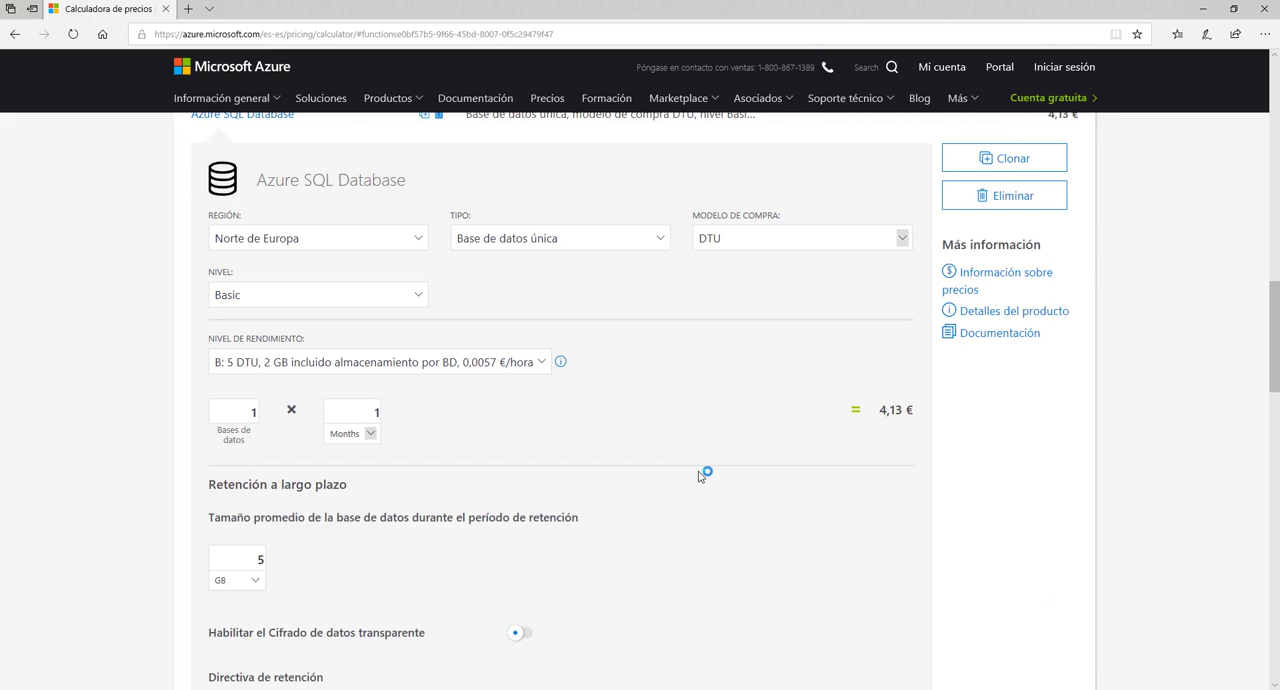 Calculadora de precios
https://azure.microsoft.com/es-es/pricing/calculator/#functionse0bf57b5-9f66-45bd-8007-0f5c29479f47
Microsoft Azure
Póngase en contacto con ventas: 1-800-867-1389
Search
Mi cuenta
Portal
Iniciar sesión
Información general
Soluciones
Productos
Documentación
Precios
Formación
Marketplace
Asociados
Soporte técnico
Blog
Más
Cuenta gratuita
Azure SQL Database
Base de datos única, modelo de compra DTU, nivel Basi...
4,13 €
Azure SQL Database
Clonar
Eliminar
REGIÓN:
TIPO:
MODELO DE COMPRA:
Norte de Europa
Base de datos única
DTU
Más información
Información sobre
precios
Detalles del producto
Documentación
NIVEL:
Basic
NIVEL DE RENDIMIENTO:
B: 5 DTU, 2 GB incluido almacenamiento por BD, 0,0057 €/hora
1
×
1
=
4,13 €
Bases de
datos
Months
Retención a largo plazo
Tamaño promedio de la base de datos durante el período de retención
5
GB
Habilitar el Cifrado de datos transparente
Directiva de retención